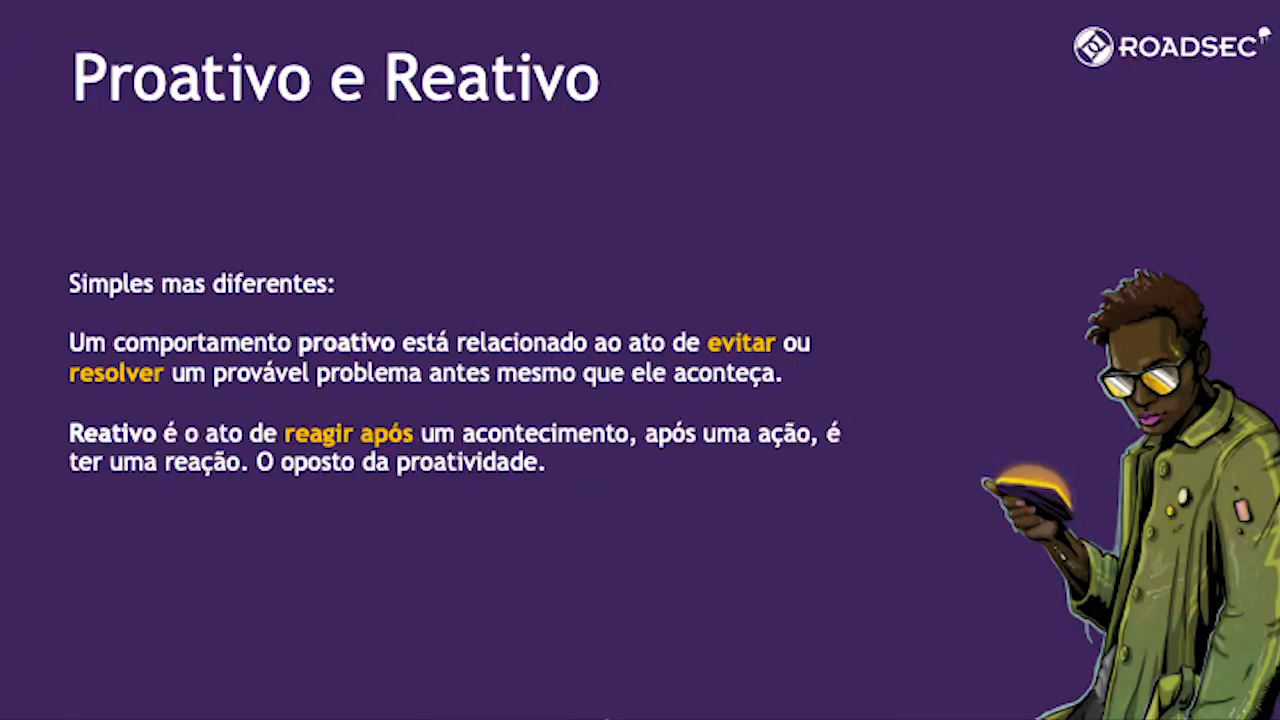 ROADSEC
Proativo e Reativo
Simples mas diferentes:
Um comportamento proativo está relacionado ao ato de evitar ou
resolver um provável problema antes mesmo que ele aconteça.
Reativo é o ato de reagir após um acontecimento, após uma ação, é
ter uma reação. O oposto da proatividade.